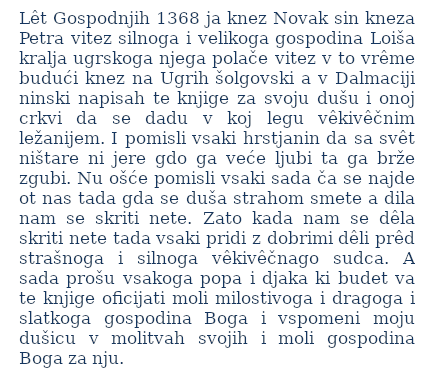 Lêt Gospodnjih 1368 ja knez Novak sin kneza
Petra vitez silnoga i velikoga gospodina Loiša
kralja ugrskoga njega polače vitez v to vrême
budući knez na Ugrih šolgovski a v Dalmaciji
ninski napisah te knjige za svoju dušu i onoj
crkvi da se dadu v koj legu vêkivêčnim
ležanijem. I pomisli vsaki hrstjanin da sa svêt
ništare ni jere gdo ga veće ljubi ta ga brže
zgubi. Nu ošće pomisli vsaki sada ča se najde
ot nas tada gda se duša strahom smete a dila
nam se skriti nete. Zato kada nam se dêla
skriti nete tada vsaki pridi z dobrimi dêli prêd
strašnoga i silnoga vêkivêčnago sudca. A
sada prošu vsakoga popa i djaka ki budet va
te knjige oficijati moli milostivoga i dragoga i
slatkoga gospodina Boga i vspomeni moju
dušicu v molitvah svojih i moli gospodina
Boga za nju.